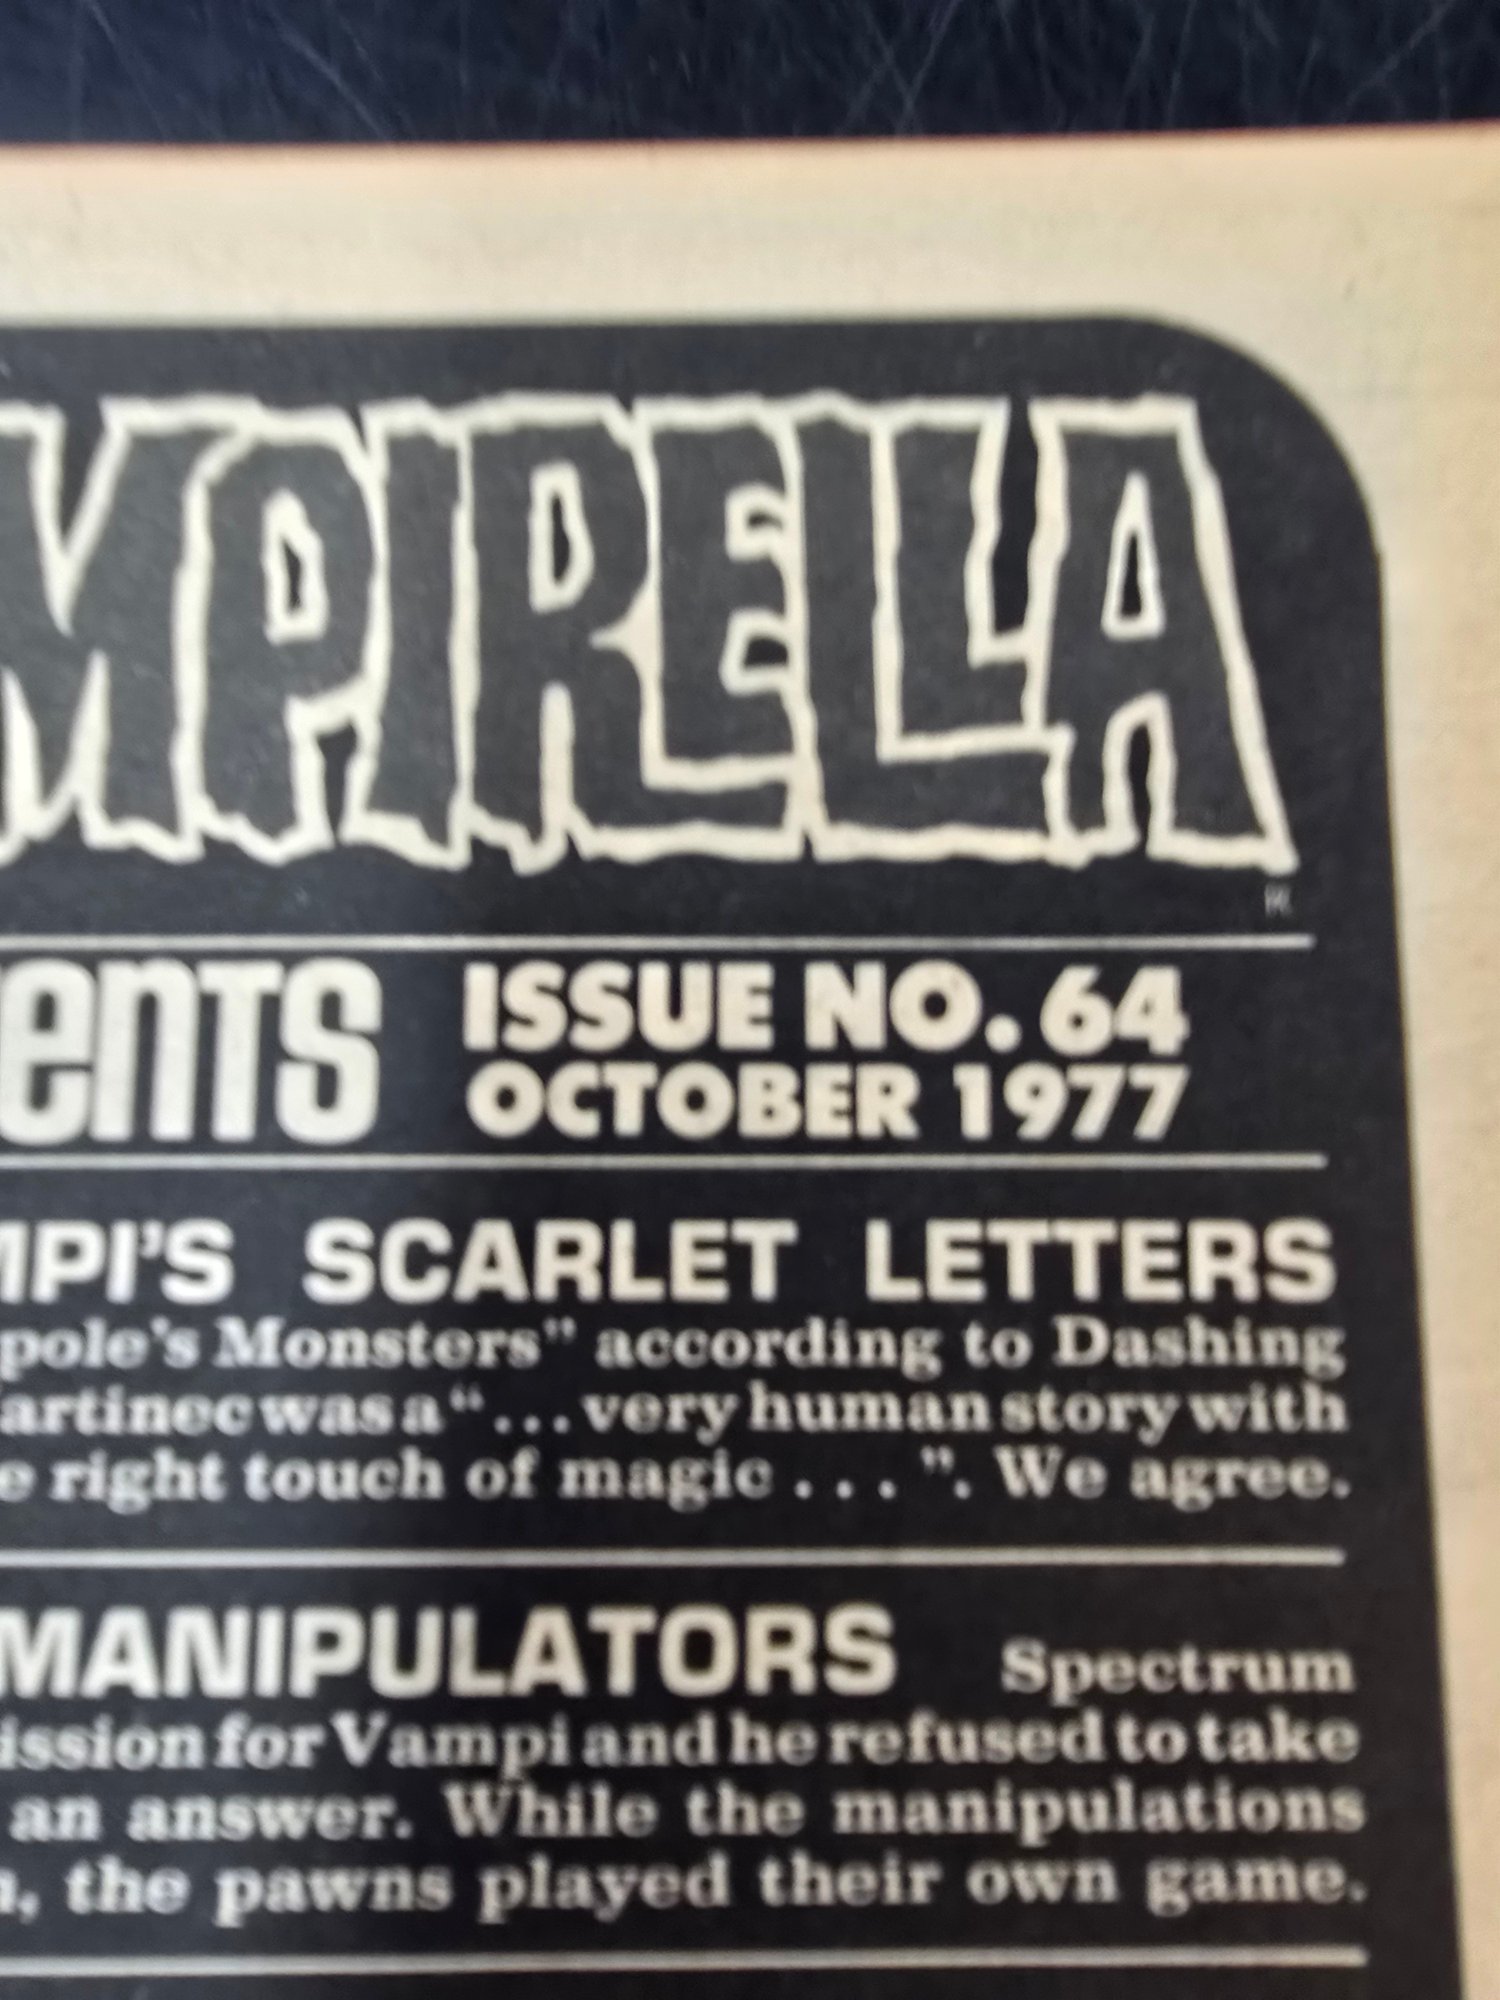 MPIRELLA
R
ents ISSUE NO. 64
OCTOBER 1977
MPI'S SCARLET LETTERS
pole's Monsters" according to Dashing
artinec was a "... very human story with
e right touch of magic . . . ". We agree.
MANIPULATORS Spectrum
ission for Vampi and he refused to take
an answer. While the manipulations
, the pawns played their own game.